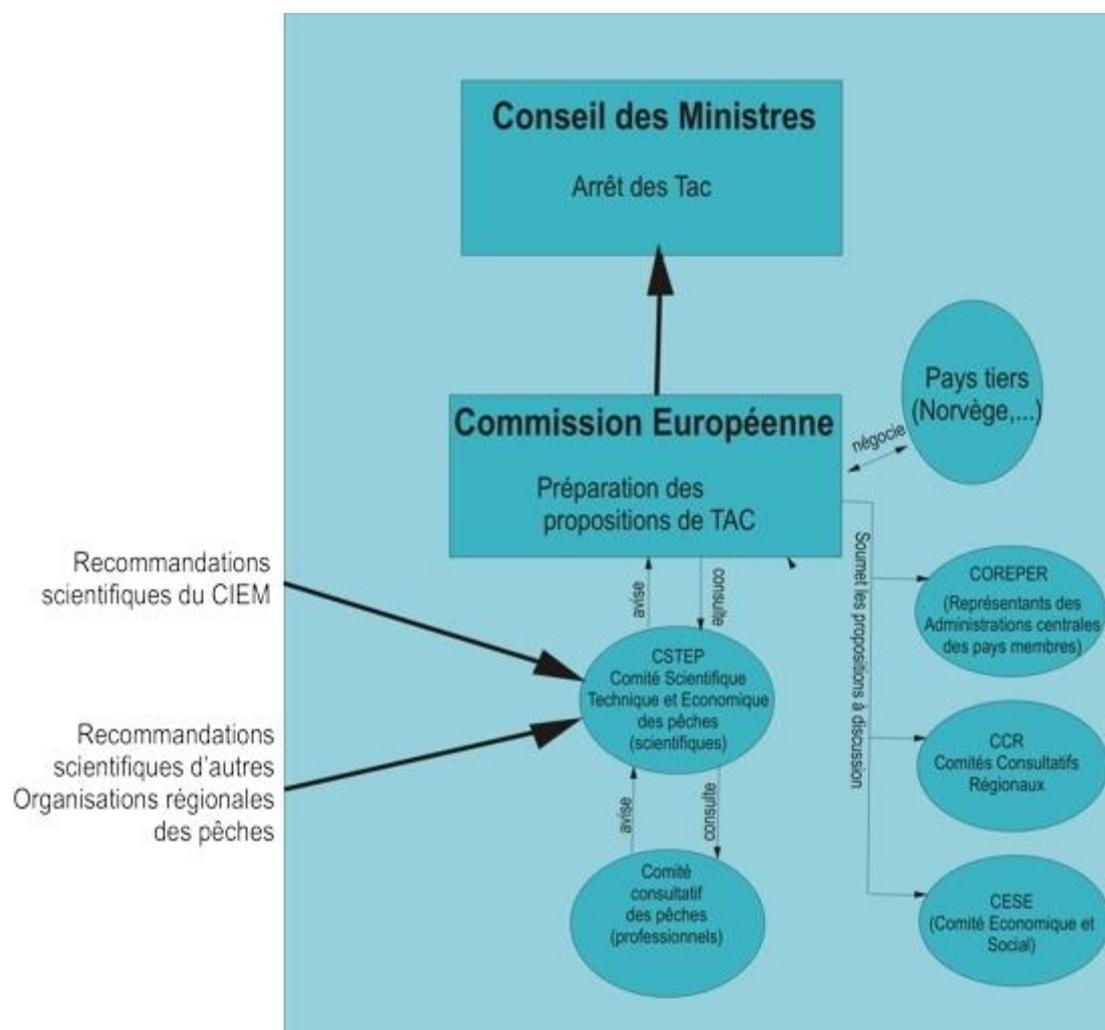 Conseil des Ministres
Arrêt des Tac
Pays tiers
(Norvège,...)
négocie
Commission Européenne
Préparation des
propositions de TAC
Recommandations
scientifiques du CIEM
avise
consulte
Soumet les propositions à discussion
COREPER
(Représentants des
Administrations centrales
des pays membres)
CSTEP
Comité Scientifique
Technique et Economique
des pêches
(scientifiques)
Recommandations
scientifiques d'autres
Organisations régionales
des pêches
CCR
Comités Consultatifs
Régionaux
avise
consulte
Comité
consultatif
des pêches
(professionnels)
CESE
(Comité Economique et
Social)